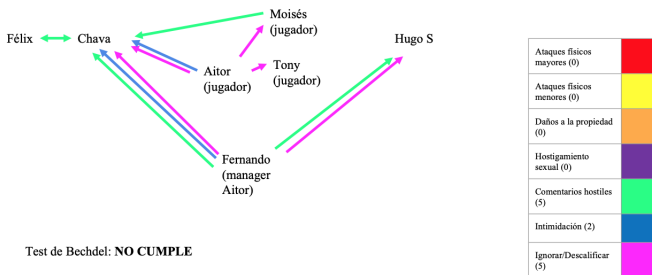 Moisés
(jugador)
Félix
Chava
Hugo S
Aitor
(jugador)
Tony
(jugador)
Fernando
(manager
Aitor)
Test de Bechdel: NO CUMPLE
Ataques físicos
mayores (0)
Ataques físicos
menores (0)
Daños a la propiedad
(0)
Hostigamiento
sexual (0)
Comentarios hostiles
(5)
Intimidación (2)
Ignorar/Descalificar
(5)